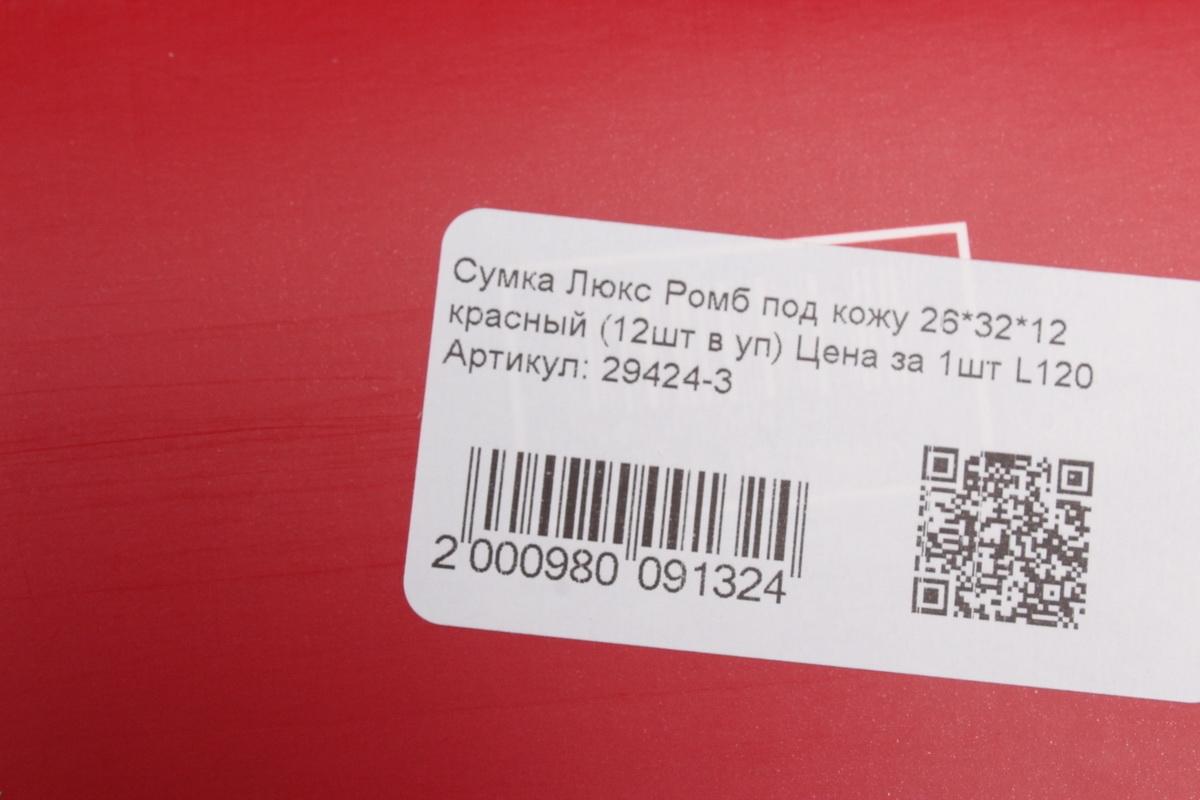 Сумка Люкс Ромб под кожу 26*32*12
красный (12шт в уп) Цена за 1шт L120
Артикул: 29424-3
2 000980 091324